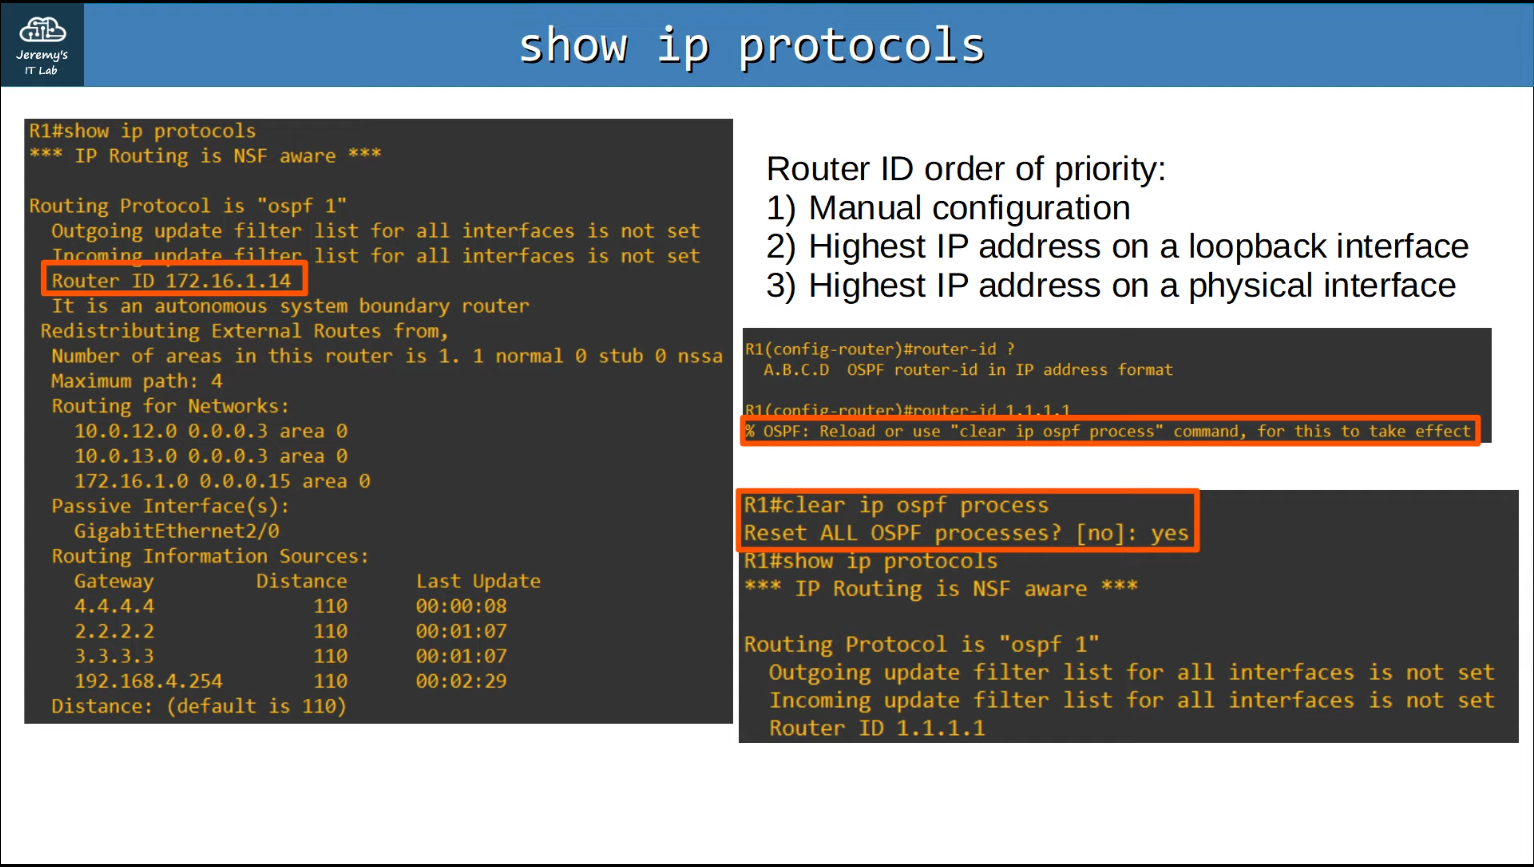 Jeremy's
IT Lab
show ip protocols
R1#show ip protocols
*** IP Routing is NSF aware ***
Routing Protocol is "ospf 1"
Outgoing update filter list for all interfaces is not set
Incoming update filter list for all interfaces is not set
Router ID 172.16.1.14
It is an autonomous system boundary router
Redistributing External Routes from,
Number of areas in this router is 1. 1 normal 0 stub 0 nssa
Maximum path: 4
Routing for Networks:
10.0.12.0 0.0.0.3 area 0
10.0.13.0 0.0.0.3 area 0
172.16.1.0 0.0.0.15 area 0
Passive Interface(s):
GigabitEthernet2/0
Routing Information Sources:
Gateway Distance Last Update
4.4.4.4 110 00:00:08
2.2.2.2 110 00:01:07
3.3.3.3 110 00:01:07
192.168.4.254 110 00:02:29
Distance: (default is 110)
Router ID order of priority:
1) Manual configuration
2) Highest IP address on a loopback interface
3) Highest IP address on a physical interface
R1(config-router)#router-id ?
A.B.C.D OSPF router-id in IP address format
R1(config-router)#router-id 1.1.1.1
% OSPF: Reload or use "clear ip ospf process" command, for this to take effect
R1#clear ip ospf process
Reset ALL OSPF processes? [no]: yes
R1#show ip protocols
*** IP Routing is NSF aware ***
Routing Protocol is "ospf 1"
Outgoing update filter list for all interfaces is not set
Incoming update filter list for all interfaces is not set
Router ID 1.1.1.1